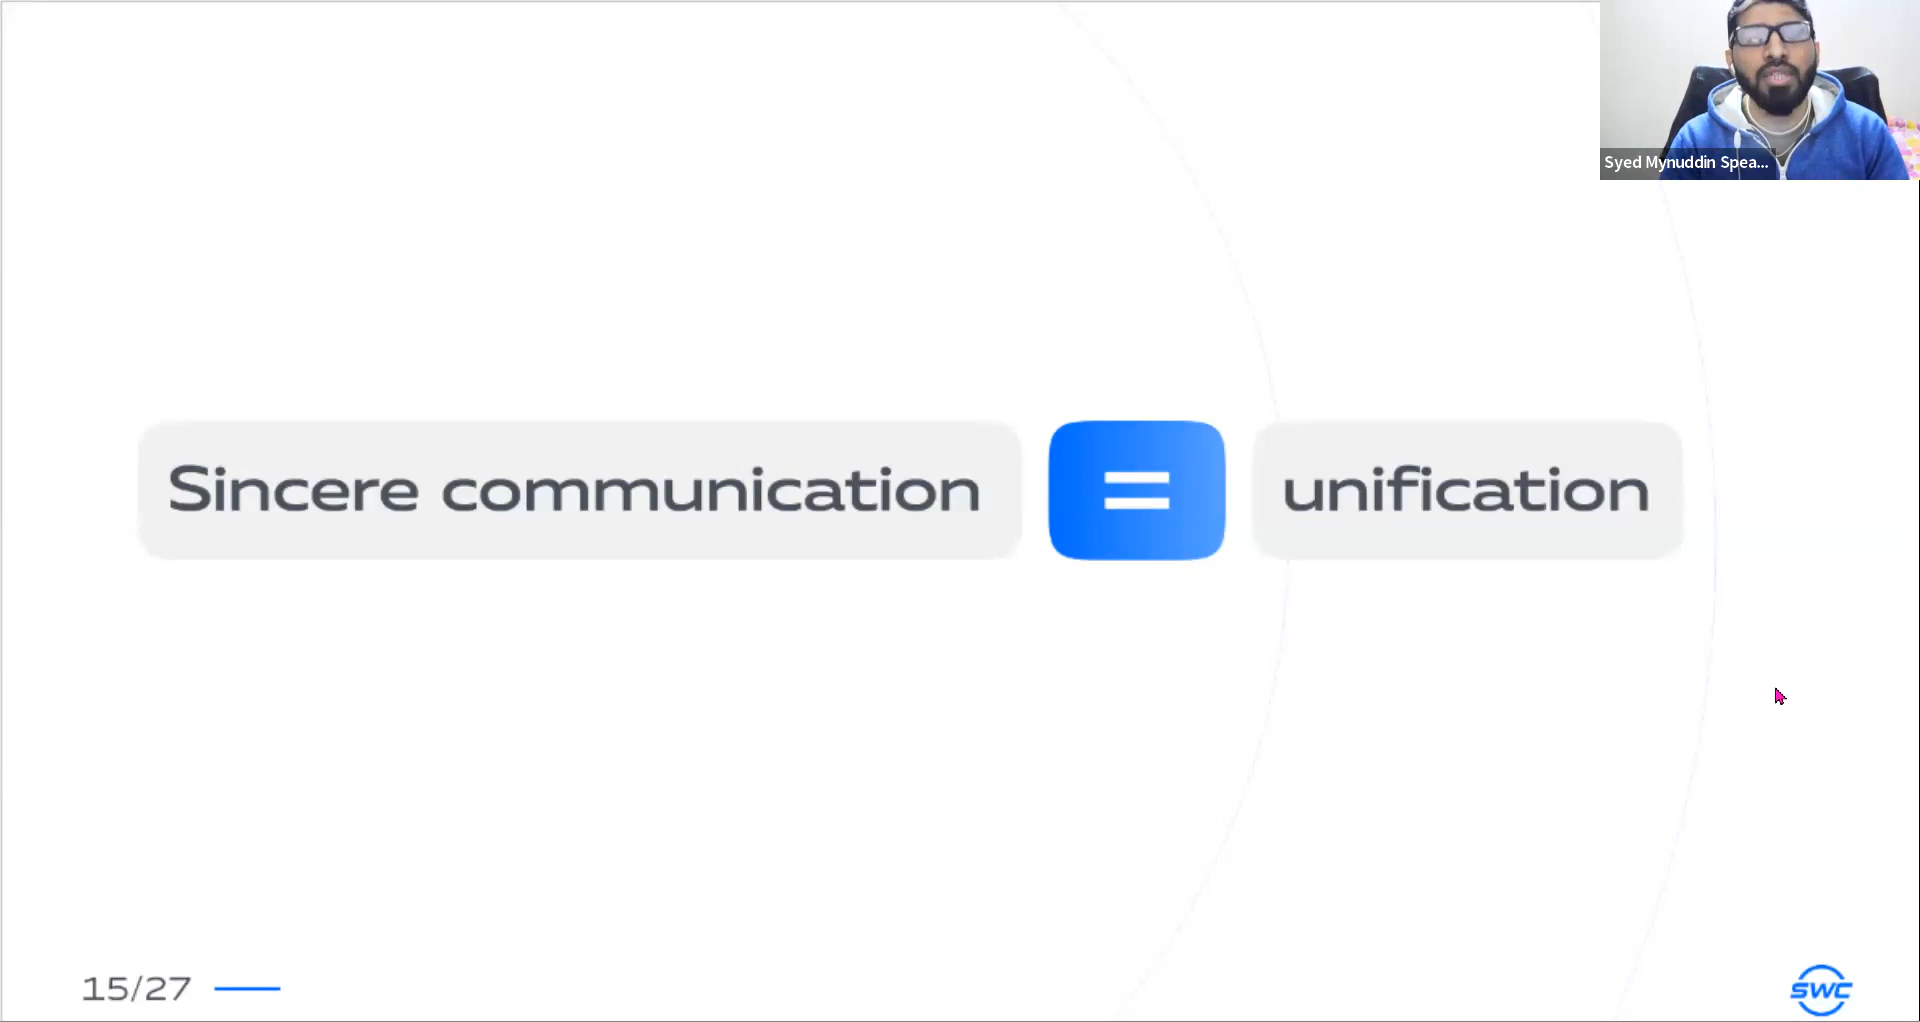 Syed Mynuddin Spea...
Sincere communication = unification
15/27
SWC